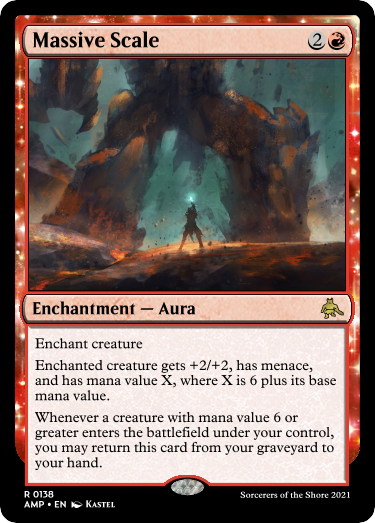 Massive Scale 2
Enchantment — Aura
Enchant creature
Enchanted creature gets +2/+2, has menace,
and has mana value X, where X is 6 plus its base
mana value.
Whenever a creature with mana value 6 or
greater enters the battlefield under your control,
you may return this card from your graveyard to
your hand.
R 0138
AMP • EN Kastel
Sorcerers of the Shore 2021